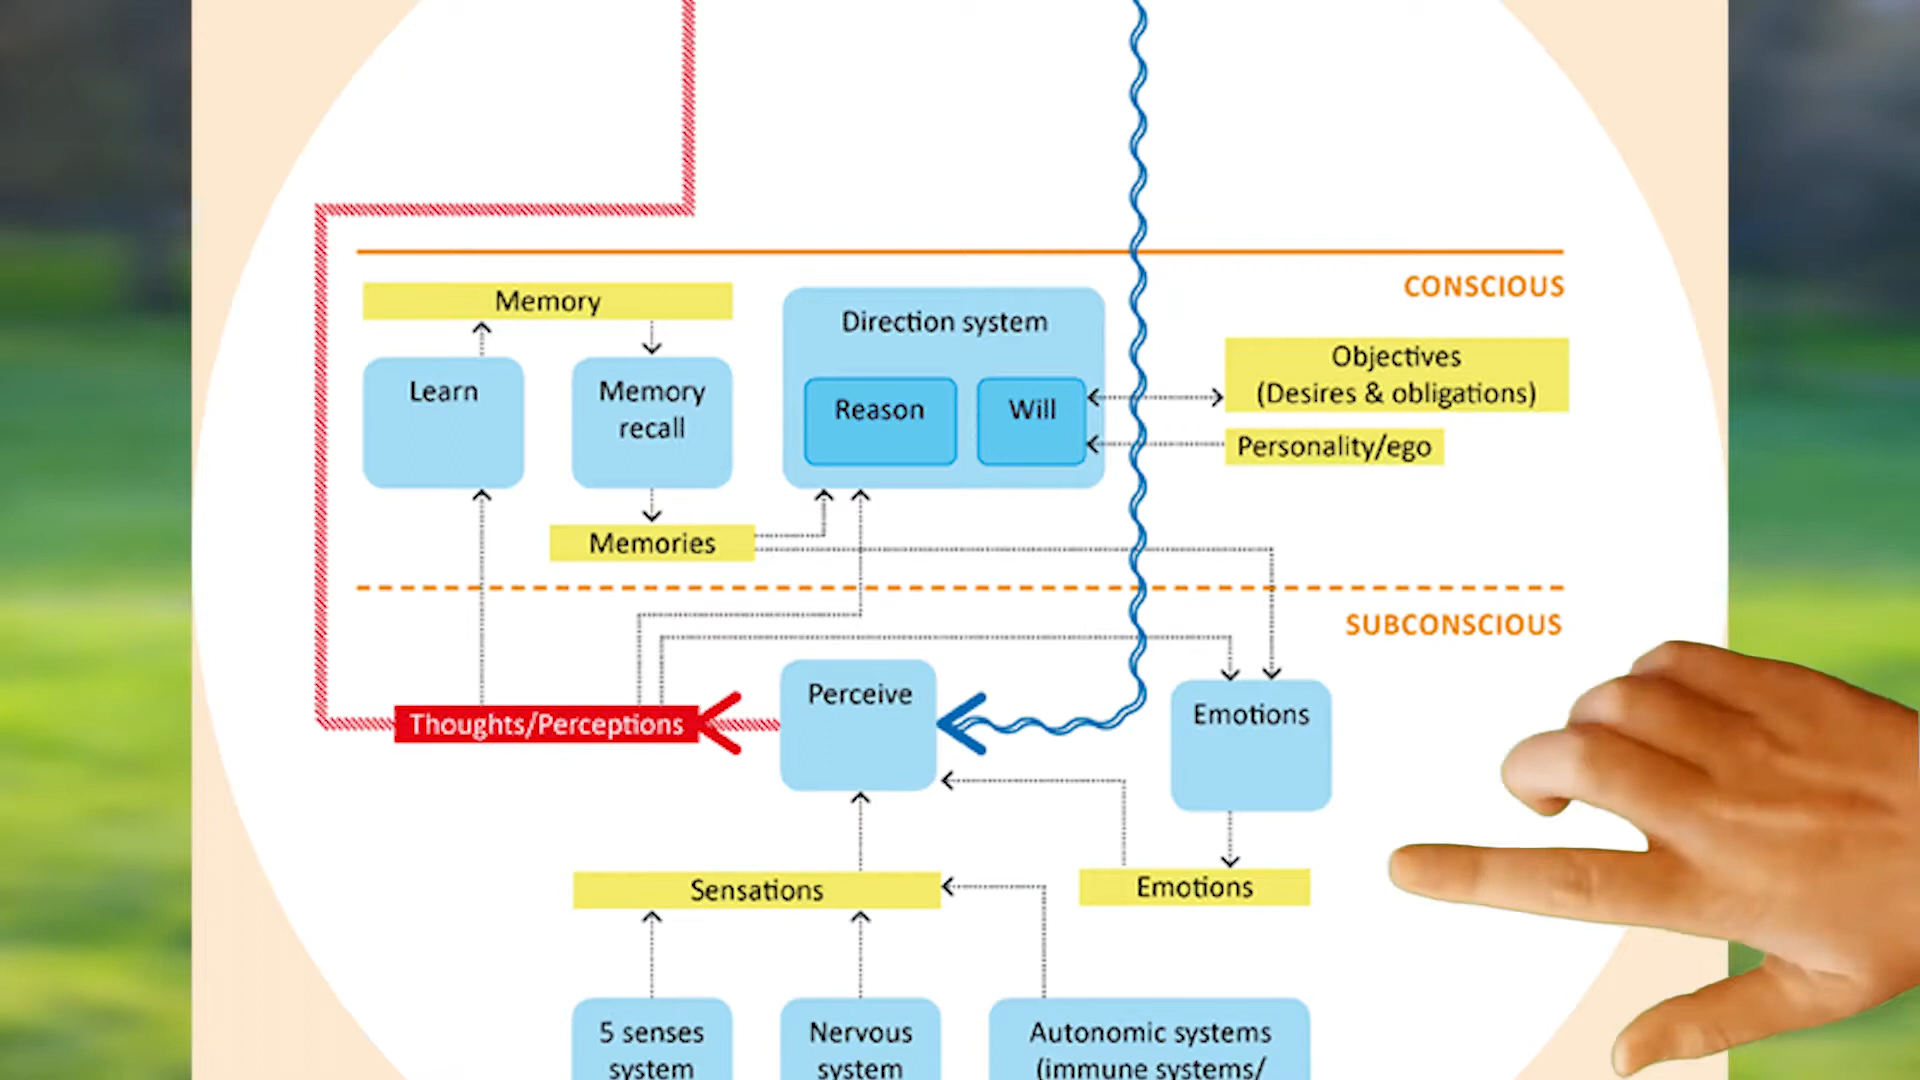 CONSCIOUS
Memory
Direction system
Learn
Memory
recall
Reason
Will
Objectives
(Desires & obligations)
Personality/ego
Memories
SUBCONSCIOUS
Perceive
Thoughts/Perceptions
Emotions
Sensations
Emotions
5 senses
system
Nervous
system
Autonomic systems
(immune systems/